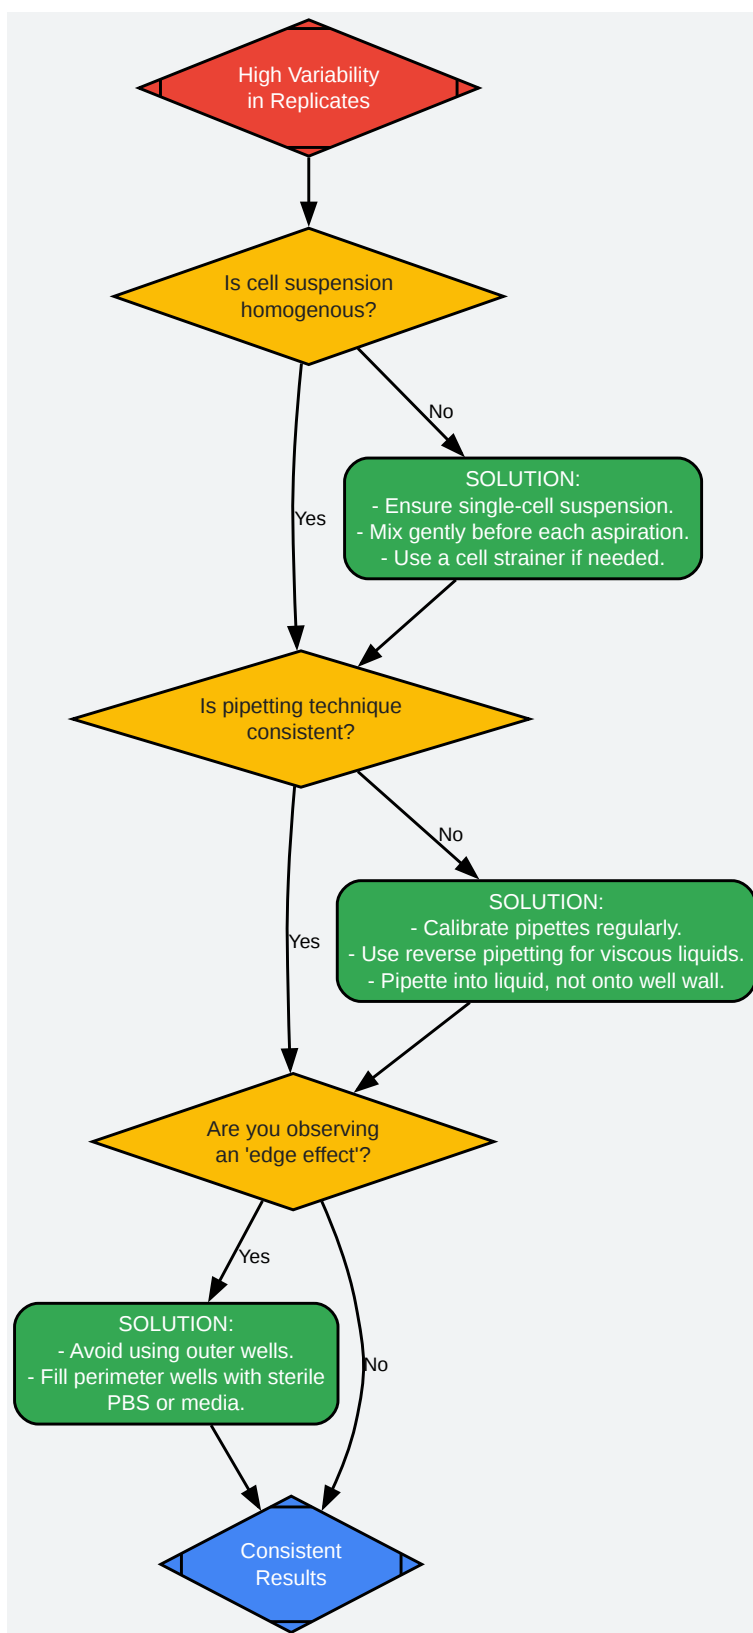 High Variability
in Replicates
Is cell suspension
homogenous?
No
Yes
SOLUTION:
- Ensure single-cell suspension.
- Mix gently before each aspiration.
- Use a cell strainer if needed.
Is pipetting technique
consistent?
No
Yes
SOLUTION:
- Calibrate pipettes regularly.
- Use reverse pipetting for viscous liquids.
- Pipette into liquid, not onto well wall.
Are you observing
an 'edge effect'?
Yes
No
SOLUTION:
- Avoid using outer wells.
- Fill perimeter wells with sterile
PBS or media.
Consistent
Results